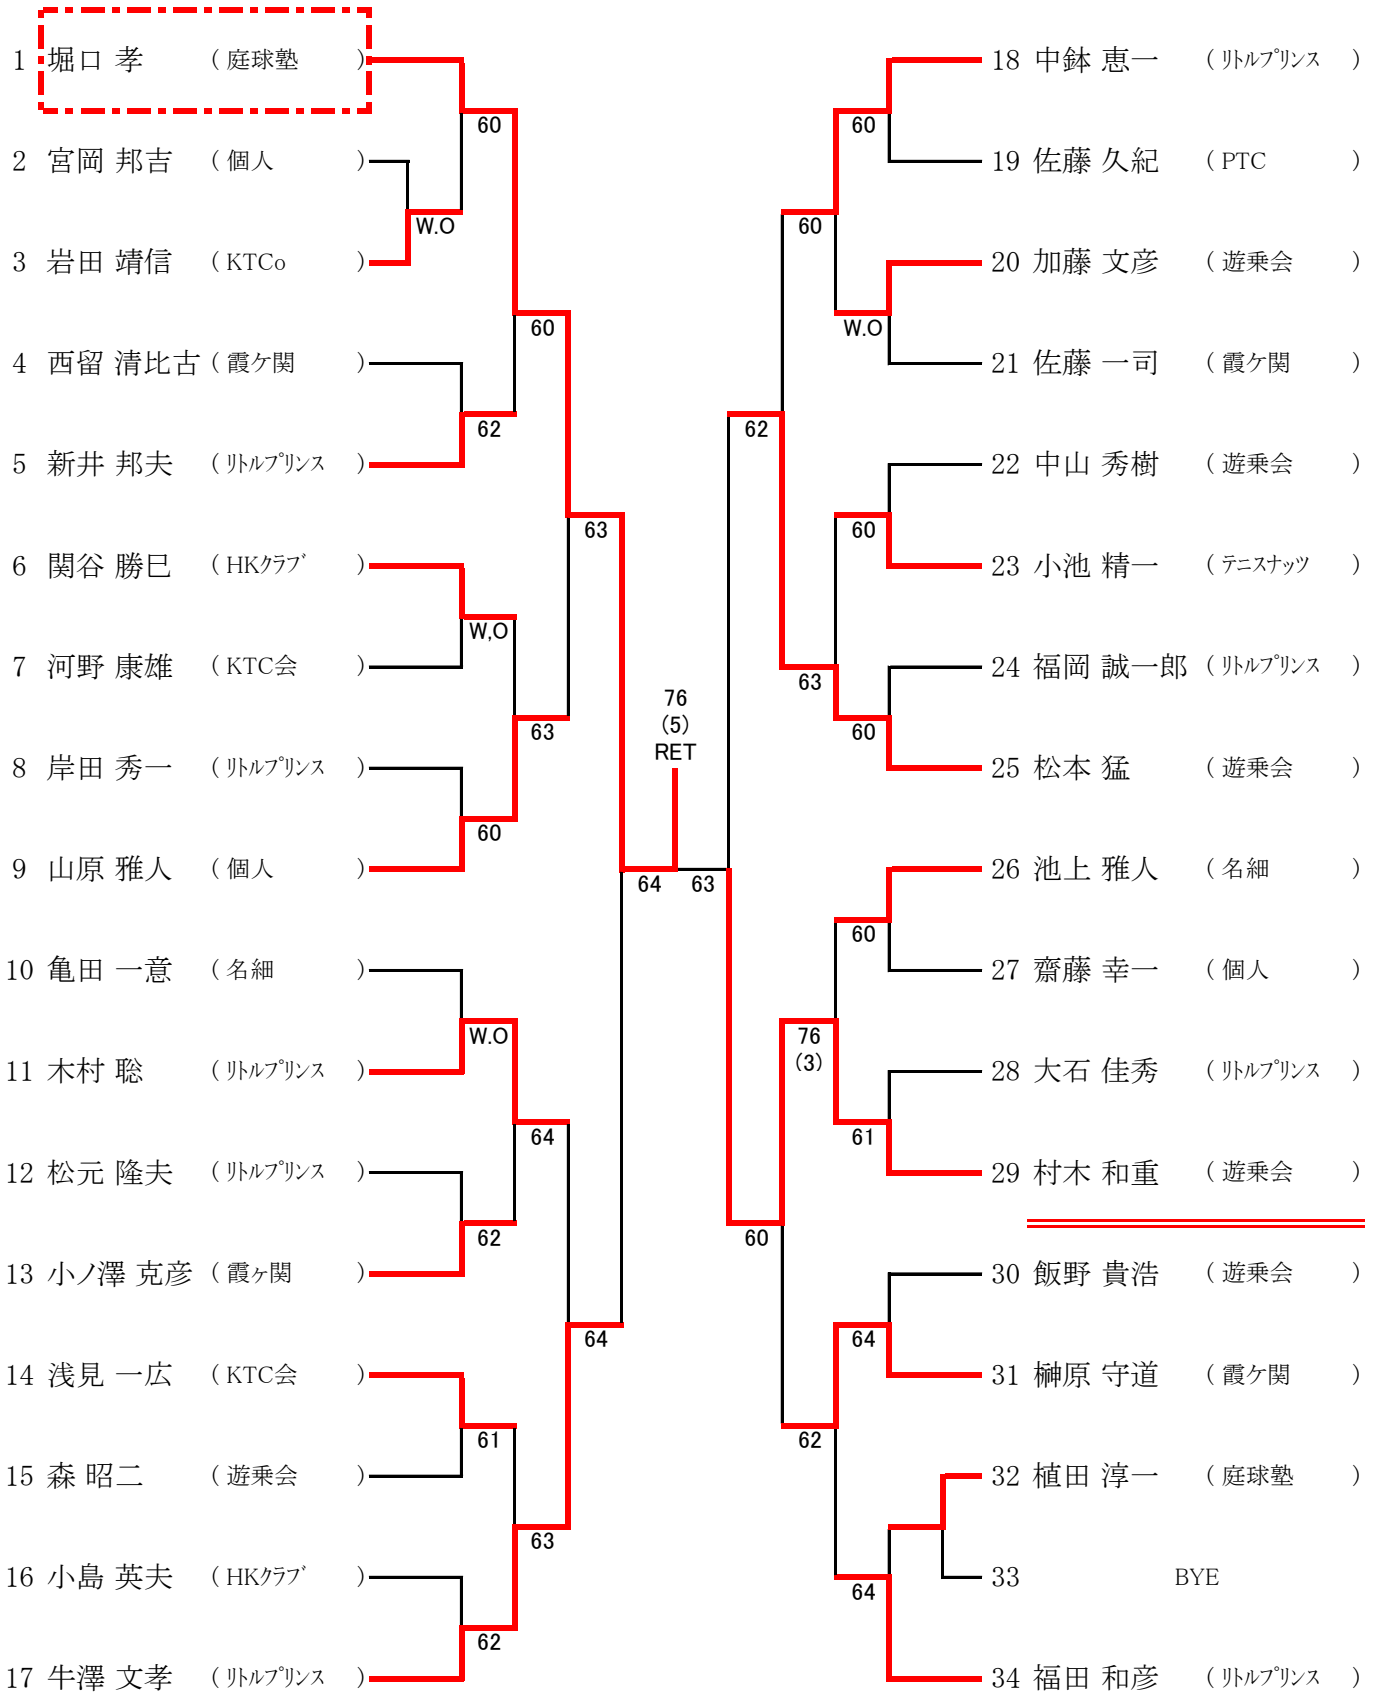 1 堀口 孝 （ 庭球塾 ）
60
2 宮岡 邦吉 （ 個人 ）
W.O
3 岩田 靖信 （ KTCo ）
60
4 西留 清比古 （ 霞ケ関 ）
62
5 新井 邦夫 （ ﾘﾄﾙﾌﾟﾘﾝｽ ）
63
6 関谷 勝巳 （ HKｸﾗﾌﾞ ）
W,O
7 河野 康雄 （ KTC会 ）
63
8 岸田 秀一 （ ﾘﾄﾙﾌﾟﾘﾝｽ ）
60
9 山原 雅人 （ 個人 ）
64
10 亀田 一意 （ 名細 ）
W.O
11 木村 聡 （ ﾘﾄﾙﾌﾟﾘﾝｽ ）
64
12 松元 隆夫 （ ﾘﾄﾙﾌﾟﾘﾝｽ ）
62
13 小ノ澤 克彦 （ 霞ヶ関 ）
64
14 浅見 一広 （ KTC会 ）
61
15 森 昭二 （ 遊乗会 ）
63
16 小島 英夫 （ HKｸﾗﾌﾞ ）
62
17 牛澤 文孝 （ ﾘﾄﾙﾌﾟﾘﾝｽ ）
76
(5)
RET
18 中鉢 恵一 （ ﾘﾄﾙﾌﾟﾘﾝｽ ）
60
19 佐藤 久紀 （ PTC ）
60
20 加藤 文彦 （ 遊乗会 ）
W.O
21 佐藤 一司 （ 霞ケ関 ）
62
22 中山 秀樹 （ 遊乗会 ）
60
23 小池 精一 （ ﾃﾆｽﾅｯﾂ ）
63
24 福岡 誠一郎 （ ﾘﾄﾙﾌﾟﾘﾝｽ ）
60
25 松本 猛 （ 遊乗会 ）
63
26 池上 雅人 （ 名細 ）
60
27 齋藤 幸一 （ 個人 ）
76
(3)
28 大石 佳秀 （ ﾘﾄﾙﾌﾟﾘﾝｽ ）
61
29 村木 和重 （ 遊乗会 ）
60
30 飯野 貴浩 （ 遊乗会 ）
64
31 榊原 守道 （ 霞ケ関 ）
62
32 植田 淳一 （ 庭球塾 ）
33 BYE
64
34 福田 和彦 （ ﾘﾄﾙﾌﾟﾘﾝｽ ）